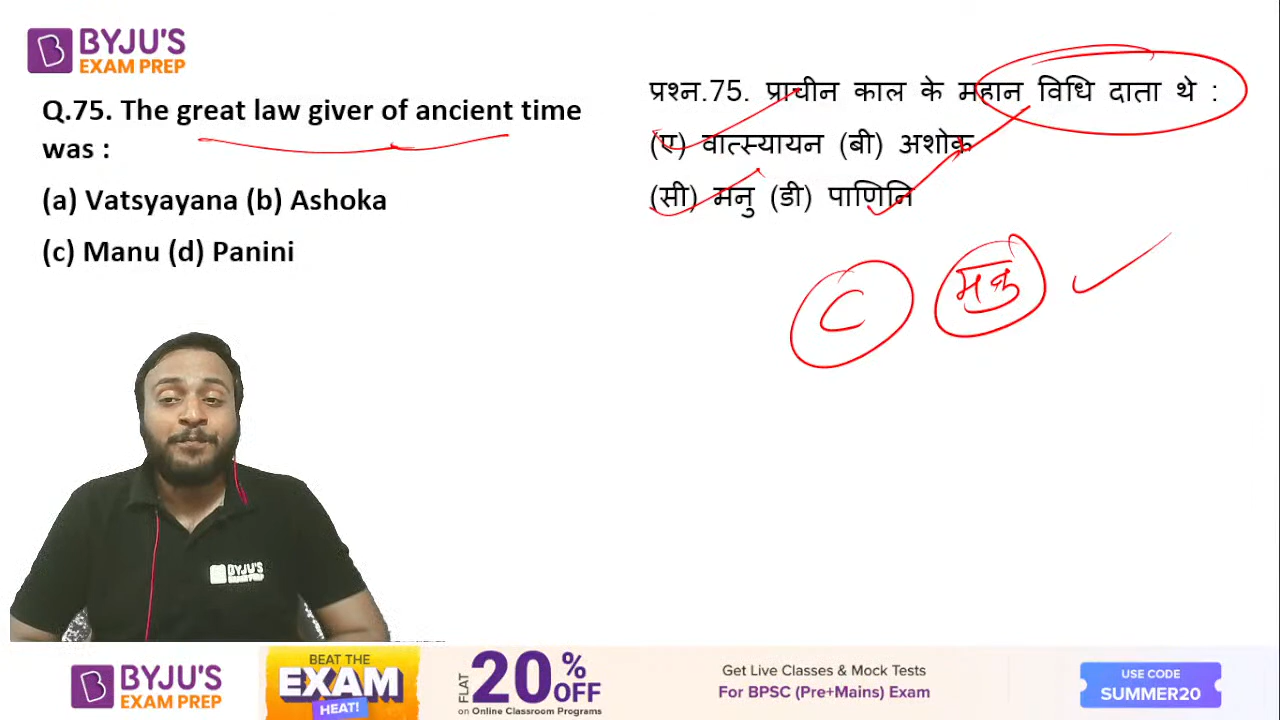 BYJU'S
EXAM PREP
Q.75. The great law giver of ancient time
was :
(a) Vatsyayana (b) Ashoka
(c) Manu (d) Panini
प्रश्न.75. प्राचीन काल के महान विधि दाता थे :
(ए) वात्स्यायन (बी) अशोक
(सी) मनु (डी) पाणिनि
C मनु
BYJU'S
EXAM PREP
BYJU'S
EXAM PREP
BEAT THE
EXAM
HEAT!
FLAT 20% OFF
on Online Classroom Programs
Get Live Classes & Mock Tests
For BPSC (Pre+Mains) Exam
USE CODE
SUMMER20